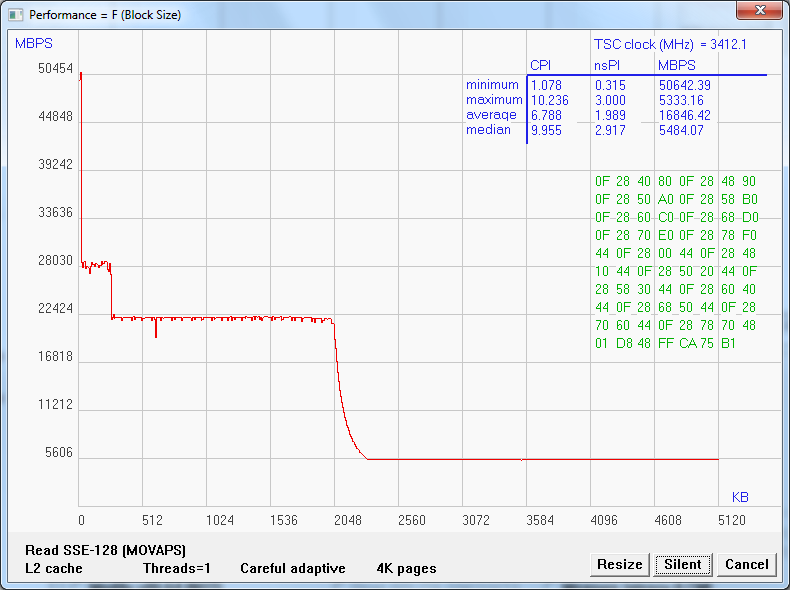 Performance = F (Block Size)
MBPS
TSC clock (MHz) = 3412.1
CPI nsPI MBPS
minimum 1.078 0.315 50642.39
maximum 10.236 3.000 5333.16
average 6.788 1.989 16846.42
median 9.955 2.917 5484.07
50454
44848
39242
33636
28030
22424
16818
11212
5606
0F 28 40 80 0F 28 48 90
0F 28 50 A0 0F 28 58 B0
0F 28 60 C0 0F 28 68 D0
0F 28 70 E0 0F 28 78 F0
44 0F 28 00 44 0F 28 48
10 44 0F 28 50 20 44 0F
28 58 30 44 0F 28 60 40
44 0F 28 68 50 44 0F 28
70 60 44 0F 28 78 70 48
01 D8 48 FF CA 75 B1
KB
0 512 1024 1536 2048 2560 3072 3584 4096 4608 5120
Read SSE-128 (MOVAPS)
L2 cache Threads=1 Careful adaptive 4K pages
Resize Silent Cancel